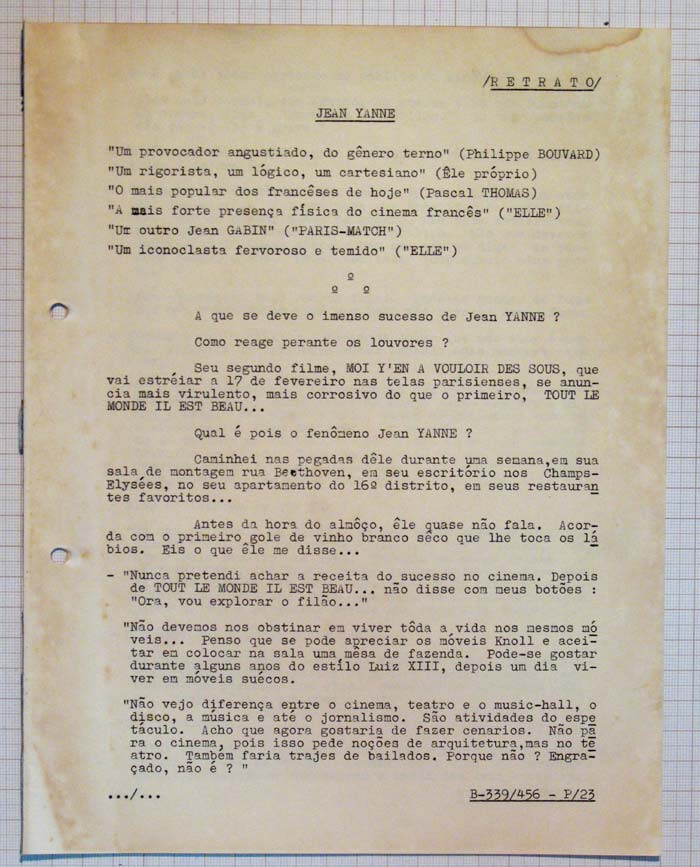 /R E T R A T O/
JEAN YANNE
"Um provocador angustiado, do gênero terno" (Philippe BOUVARD)
"Um rigorista, um lógico, um cartesiano" (Êle próprio)
"O mais popular dos francêses de hoje" (Pascal THOMAS)
"A mais forte presença física do cinema francês" ("ELLE")
"Um outro Jean GABIN" ("PARIS-MATCH")
"Um iconoclasta fervoroso e temido" ("ELLE")
º
º º
A que se deve o imenso sucesso de Jean YANNE ?
Como reage perante os louvores ?
Seu segundo filme, MOI Y'EN A VOULOIR DES SOUS, que
vai estréiar a 17 de fevereiro nas telas parisienses, se anun-
cia mais virulento, mais corrosivo do que o primeiro, TOUT LE
MONDE IL EST BEAU...
Qual é pois o fenômeno Jean YANNE ?
Caminhei nas pegadas dêle durante uma semana,em sua
sala de montagem rua Beethoven, em seu escritório nos Champs-
Elysées, no seu apartamento do 16º distrito, em seus restauran
tes favoritos...
Antes da hora do almôço, êle quase não fala. Acor-
da com o primeiro gole de vinho branco sêco que lhe toca os lá
bios. Eis o que êle me disse...
- "Nunca pretendi achar a receita do sucesso no cinema. Depois
de TOUT LE MONDE IL EST BEAU... não disse com meus botões :
"Ora, vou explorar o filão..."
"Não devemos nos obstinar em viver tôda a vida nos mesmos mó
veis... Penso que se pode apreciar os móveis Knoll e acei-
tar em colocar na sala uma mêsa de fazenda. Pode-se gostar
durante alguns anos do estilo Luiz XIII, depois um dia vi-
ver em móveis suécos.
"Não vejo diferença entre o cinema, teatro e o music-hall, o
disco, a música e até o jornalismo. São atividades do espe
táculo. Acho que agora gostaria de fazer cenarios. Não pa
ra o cinema, pois isso pede noções de arquitetura,mas no te
atro. Também faria trajes de bailados. Porque não ? Engra-
çado, não é ? "
.../... B-339/456 - P/23